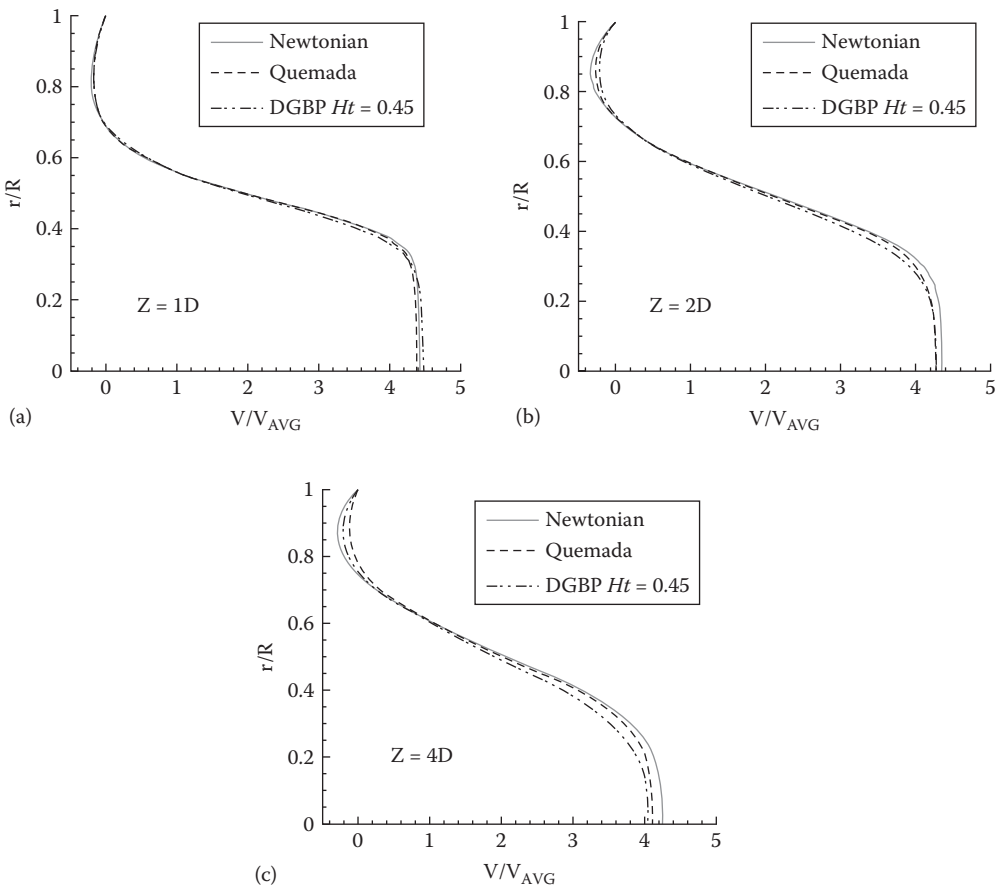 1
0.8
0.6
r/R
0.4
0.2
0
Newtonian
Quemada
DGBP Ht = 0.45
Z = 1D
0 1 2 3 4 5
V/V_AVG
(a)
1
0.8
0.6
r/R
0.4
0.2
0
Newtonian
Quemada
DGBP Ht = 0.45
Z = 2D
0 1 2 3 4 5
V/V_AVG
(b)
1
0.8
0.6
r/R
0.4
0.2
0
Newtonian
Quemada
DGBP Ht = 0.45
Z = 4D
0 1 2 3 4 5
V/V_AVG
(c)